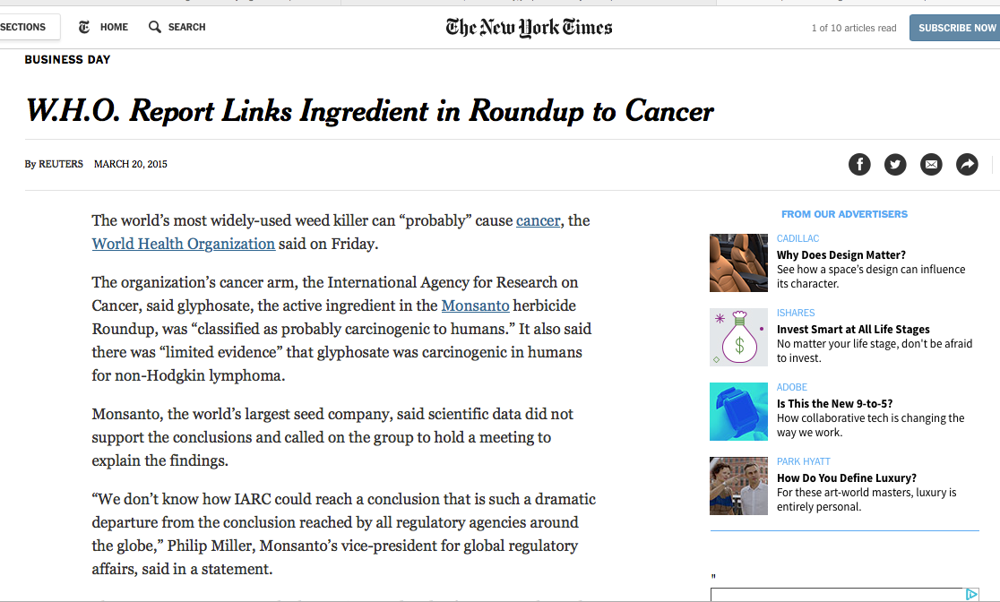 SECTIONS
HOME
SEARCH
The New York Times
1 of 10 articles read
SUBSCRIBE NOW
BUSINESS DAY
W.H.O. Report Links Ingredient in Roundup to Cancer
By REUTERS MARCH 20, 2015
The world’s most widely-used weed killer can “probably” cause cancer, the
World Health Organization said on Friday.
The organization’s cancer arm, the International Agency for Research on
Cancer, said glyphosate, the active ingredient in the Monsanto herbicide
Roundup, was “classified as probably carcinogenic to humans.” It also said
there was “limited evidence” that glyphosate was carcinogenic in humans
for non-Hodgkin lymphoma.
Monsanto, the world’s largest seed company, said scientific data did not
support the conclusions and called on the group to hold a meeting to
explain the findings.
“We don’t know how IARC could reach a conclusion that is such a dramatic
departure from the conclusion reached by all regulatory agencies around
the globe,” Philip Miller, Monsanto’s vice-president for global regulatory
affairs, said in a statement.
FROM OUR ADVERTISERS
CADILLAC
Why Does Design Matter?
See how a space’s design can influence
its character.
ISHARES
Invest Smart at All Life Stages
No matter your life stage, don’t be afraid
to invest.
ADOBE
Is This the New 9-to-5?
How collaborative tech is changing the
way we work.
PARK HYATT
How Do You Define Luxury?
For these art-world masters, luxury is
entirely personal.
"